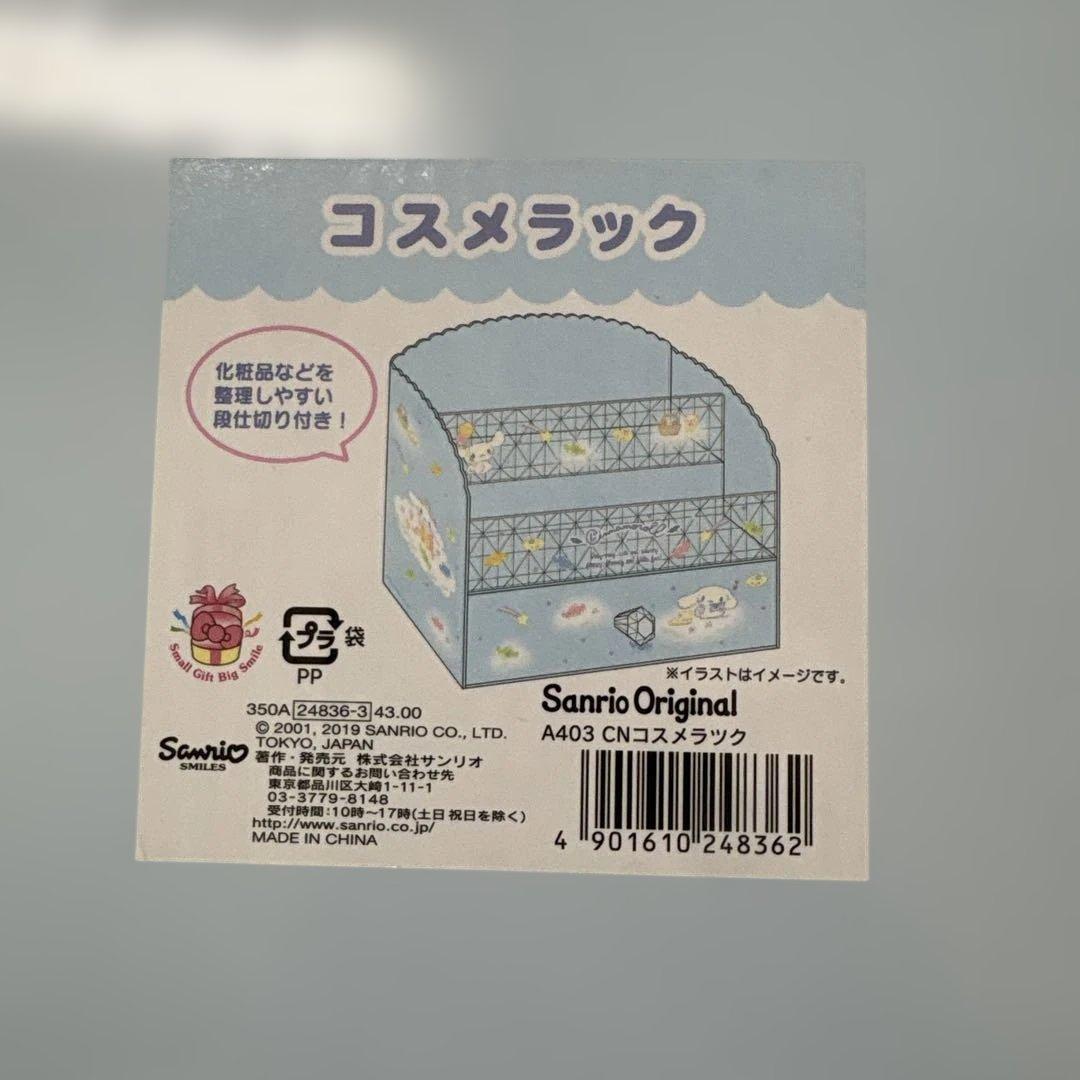 コスメラック
化粧品などを
整理しやすい
段仕切り付き!
Cinnamoroll
Small Gift Big Smile
プラ
袋
PP
※イラストはイメージです。
Sanrio Original
A403 CNコスメラック
350A 24836-3 43.00
© 2001, 2019 SANRIO CO., LTD.
TOKYO, JAPAN
Sanrio
SMILES
著作・発売元 株式会社サンリオ
商品に関するお問い合わせ先
東京都品川区大崎1-11-1
03-3779-8148
受付時間:10時〜17時(土日祝日を除く)
http://www.sanrio.co.jp/
MADE IN CHINA
4 901610 248362